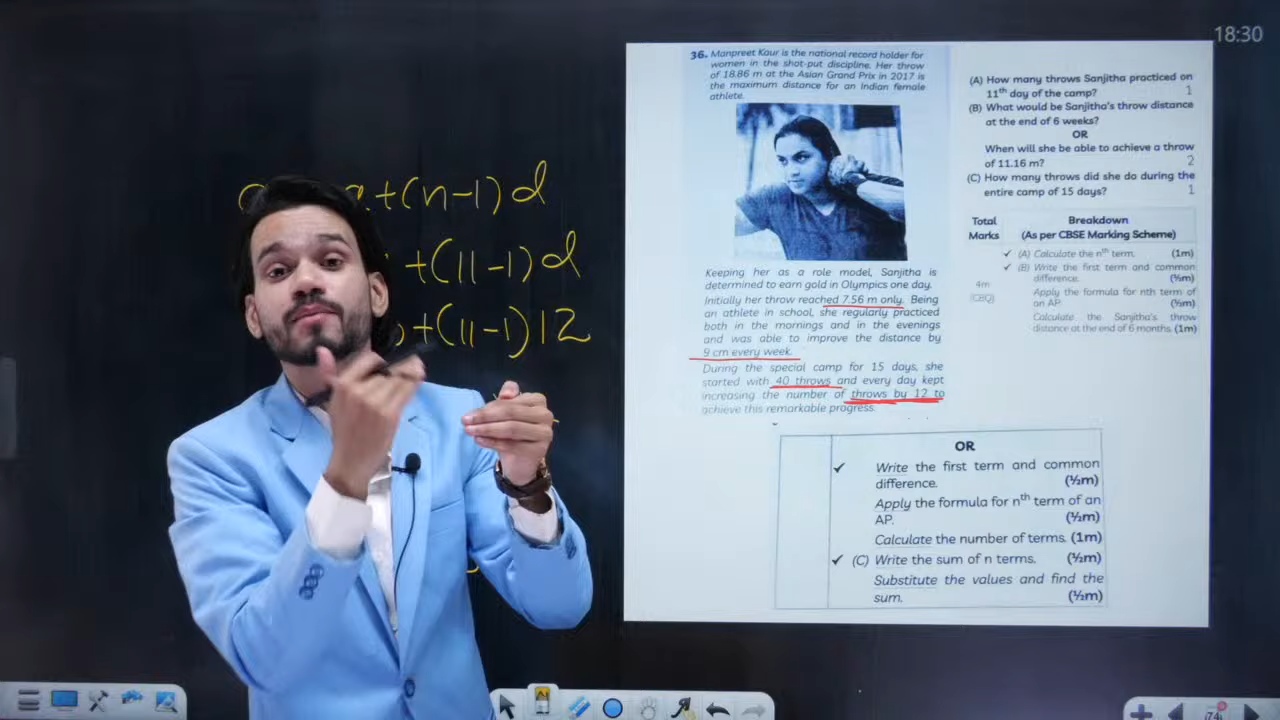 18:30
a+(n-1)d
+(11-1)d
+(11-1)12
36. Manpreet Kaur is the national record holder for
women in the shot-put discipline. Her throw
of 18.86 m at the Asian Grand Prix in 2017 is
the maximum distance for an Indian female
athlete.
Keeping her as a role model, Sanjitha is
determined to earn gold in Olympics one day.
Initially her throw reached 7.56 m only. Being
an athlete in school, she regularly practiced
both in the mornings and in the evenings
and was able to improve the distance by
9 cm every week.
During the special camp for 15 days, she
started with 40 throws and every day kept
increasing the number of throws by 12 to
achieve this remarkable progress.
(A) How many throws Sanjitha practiced on
11th day of the camp? 1
(B) What would be Sanjitha's throw distance
at the end of 6 weeks?
OR
When will she be able to achieve a throw
of 11.16 m? 2
(C) How many throws did she do during the
entire camp of 15 days? 1
Total Marks
Breakdown
(As per CBSE Marking Scheme)
4m
(CBQ)
✓ (A) Calculate the nth term. (1m)
✓ (B) Write the first term and common
difference. (½m)
Apply the formula for nth term of
an AP. (½m)
Calculate the Sanjitha's throw
distance at the end of 6 months. (1m)
OR
✓ Write the first term and common
difference. (½m)
Apply the formula for nth term of an
AP. (½m)
Calculate the number of terms. (1m)
✓ (C) Write the sum of n terms. (½m)
Substitute the values and find the
sum. (½m)